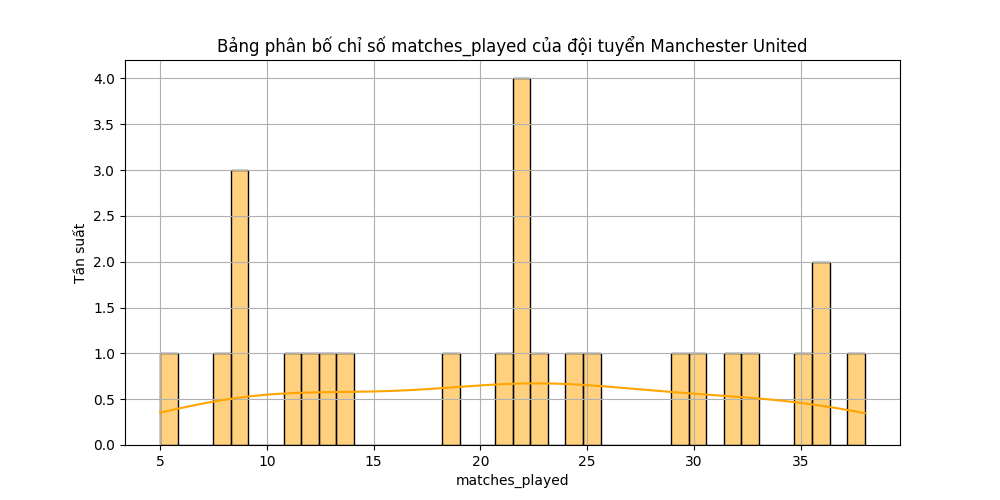 Bảng phân bố chỉ số matches_played của đội tuyển Manchester United
4.0
3.5
3.0
2.5
2.0
1.5
1.0
0.5
0.0
Tần suất
5 10 15 20 25 30 35
matches_played